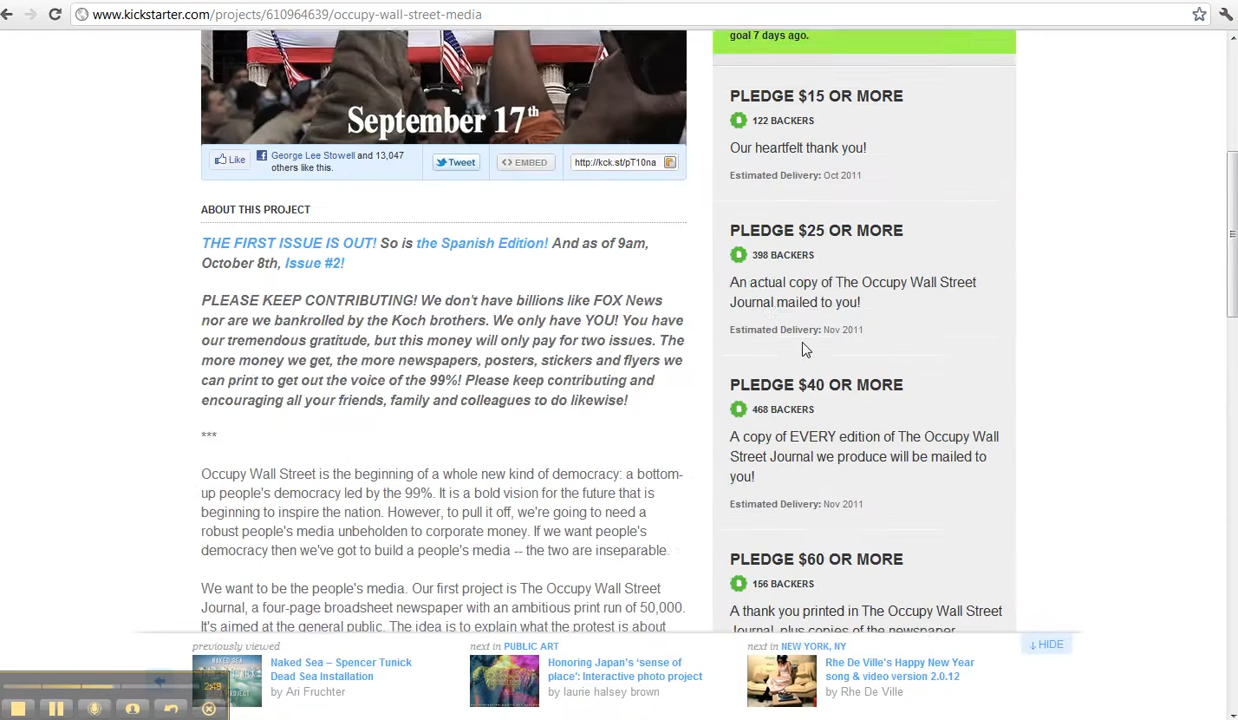 www.kickstarter.com/projects/610964639/occupy-wall-street-media
goal 7 days ago.
September 17th
Like
George Lee Stowell and 13,047
others like this.
Tweet
<> EMBED
http://kck.st/pT10na
ABOUT THIS PROJECT
THE FIRST ISSUE IS OUT! So is the Spanish Edition! And as of 9am,
October 8th, Issue #2!
PLEASE KEEP CONTRIBUTING! We don't have billions like FOX News
nor are we bankrolled by the Koch brothers. We only have YOU! You have
our tremendous gratitude, but this money will only pay for two issues. The
more money we get, the more newspapers, posters, stickers and flyers we
can print to get out the voice of the 99%! Please keep contributing and
encouraging all your friends, family and colleagues to do likewise!
***
Occupy Wall Street is the beginning of a whole new kind of democracy: a bottom-
up people's democracy led by the 99%. It is a bold vision for the future that is
beginning to inspire the nation. However, to pull it off, we're going to need a
robust people's media unbeholden to corporate money. If we want people's
democracy then we've got to build a people's media -- the two are inseparable.
We want to be the people's media. Our first project is The Occupy Wall Street
Journal, a four-page broadsheet newspaper with an ambitious print run of 50,000.
It's aimed at the general public. The idea is to explain what the protest is about
PLEDGE $15 OR MORE
122 BACKERS
Our heartfelt thank you!
Estimated Delivery: Oct 2011
PLEDGE $25 OR MORE
398 BACKERS
An actual copy of The Occupy Wall Street
Journal mailed to you!
Estimated Delivery: Nov 2011
PLEDGE $40 OR MORE
468 BACKERS
A copy of EVERY edition of The Occupy Wall
Street Journal we produce will be mailed to
you!
Estimated Delivery: Nov 2011
PLEDGE $60 OR MORE
156 BACKERS
A thank you printed in The Occupy Wall Street
Journal, plus copies of the newspaper
previously viewed
Naked Sea – Spencer Tunick
Dead Sea Installation
by Ari Fruchter
next in PUBLIC ART
Honoring Japan's 'sense of
place': Interactive photo project
by laurie halsey brown
next in NEW YORK, NY
Rhe De Ville's Happy New Year
song & video version 2.0.12
by Rhe De Ville
↓ HIDE